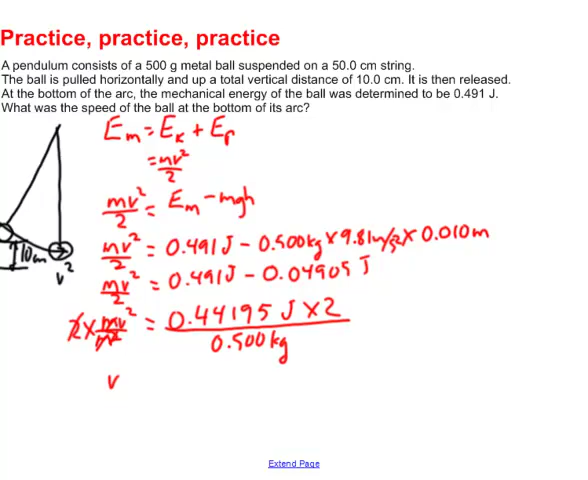 Practice, practice, practice
A pendulum consists of a 500 g metal ball suspended on a 50.0 cm string.
The ball is pulled horizontally and up a total vertical distance of 10.0 cm. It is then released.
At the bottom of the arc, the mechanical energy of the ball was determined to be 0.491 J.
What was the speed of the ball at the bottom of its arc?
Em = Ek + Ep
= mv²/2
mv²/2 = Em - mgh
mv²/2 = 0.491 J - 0.500 kg × 9.81 m/s² × 0.010 m
mv²/2 = 0.491 J - 0.04905 J
2 × mv²/m2 = 0.44195 J × 2 / 0.500 kg
v
10cm
v²
Extend Page